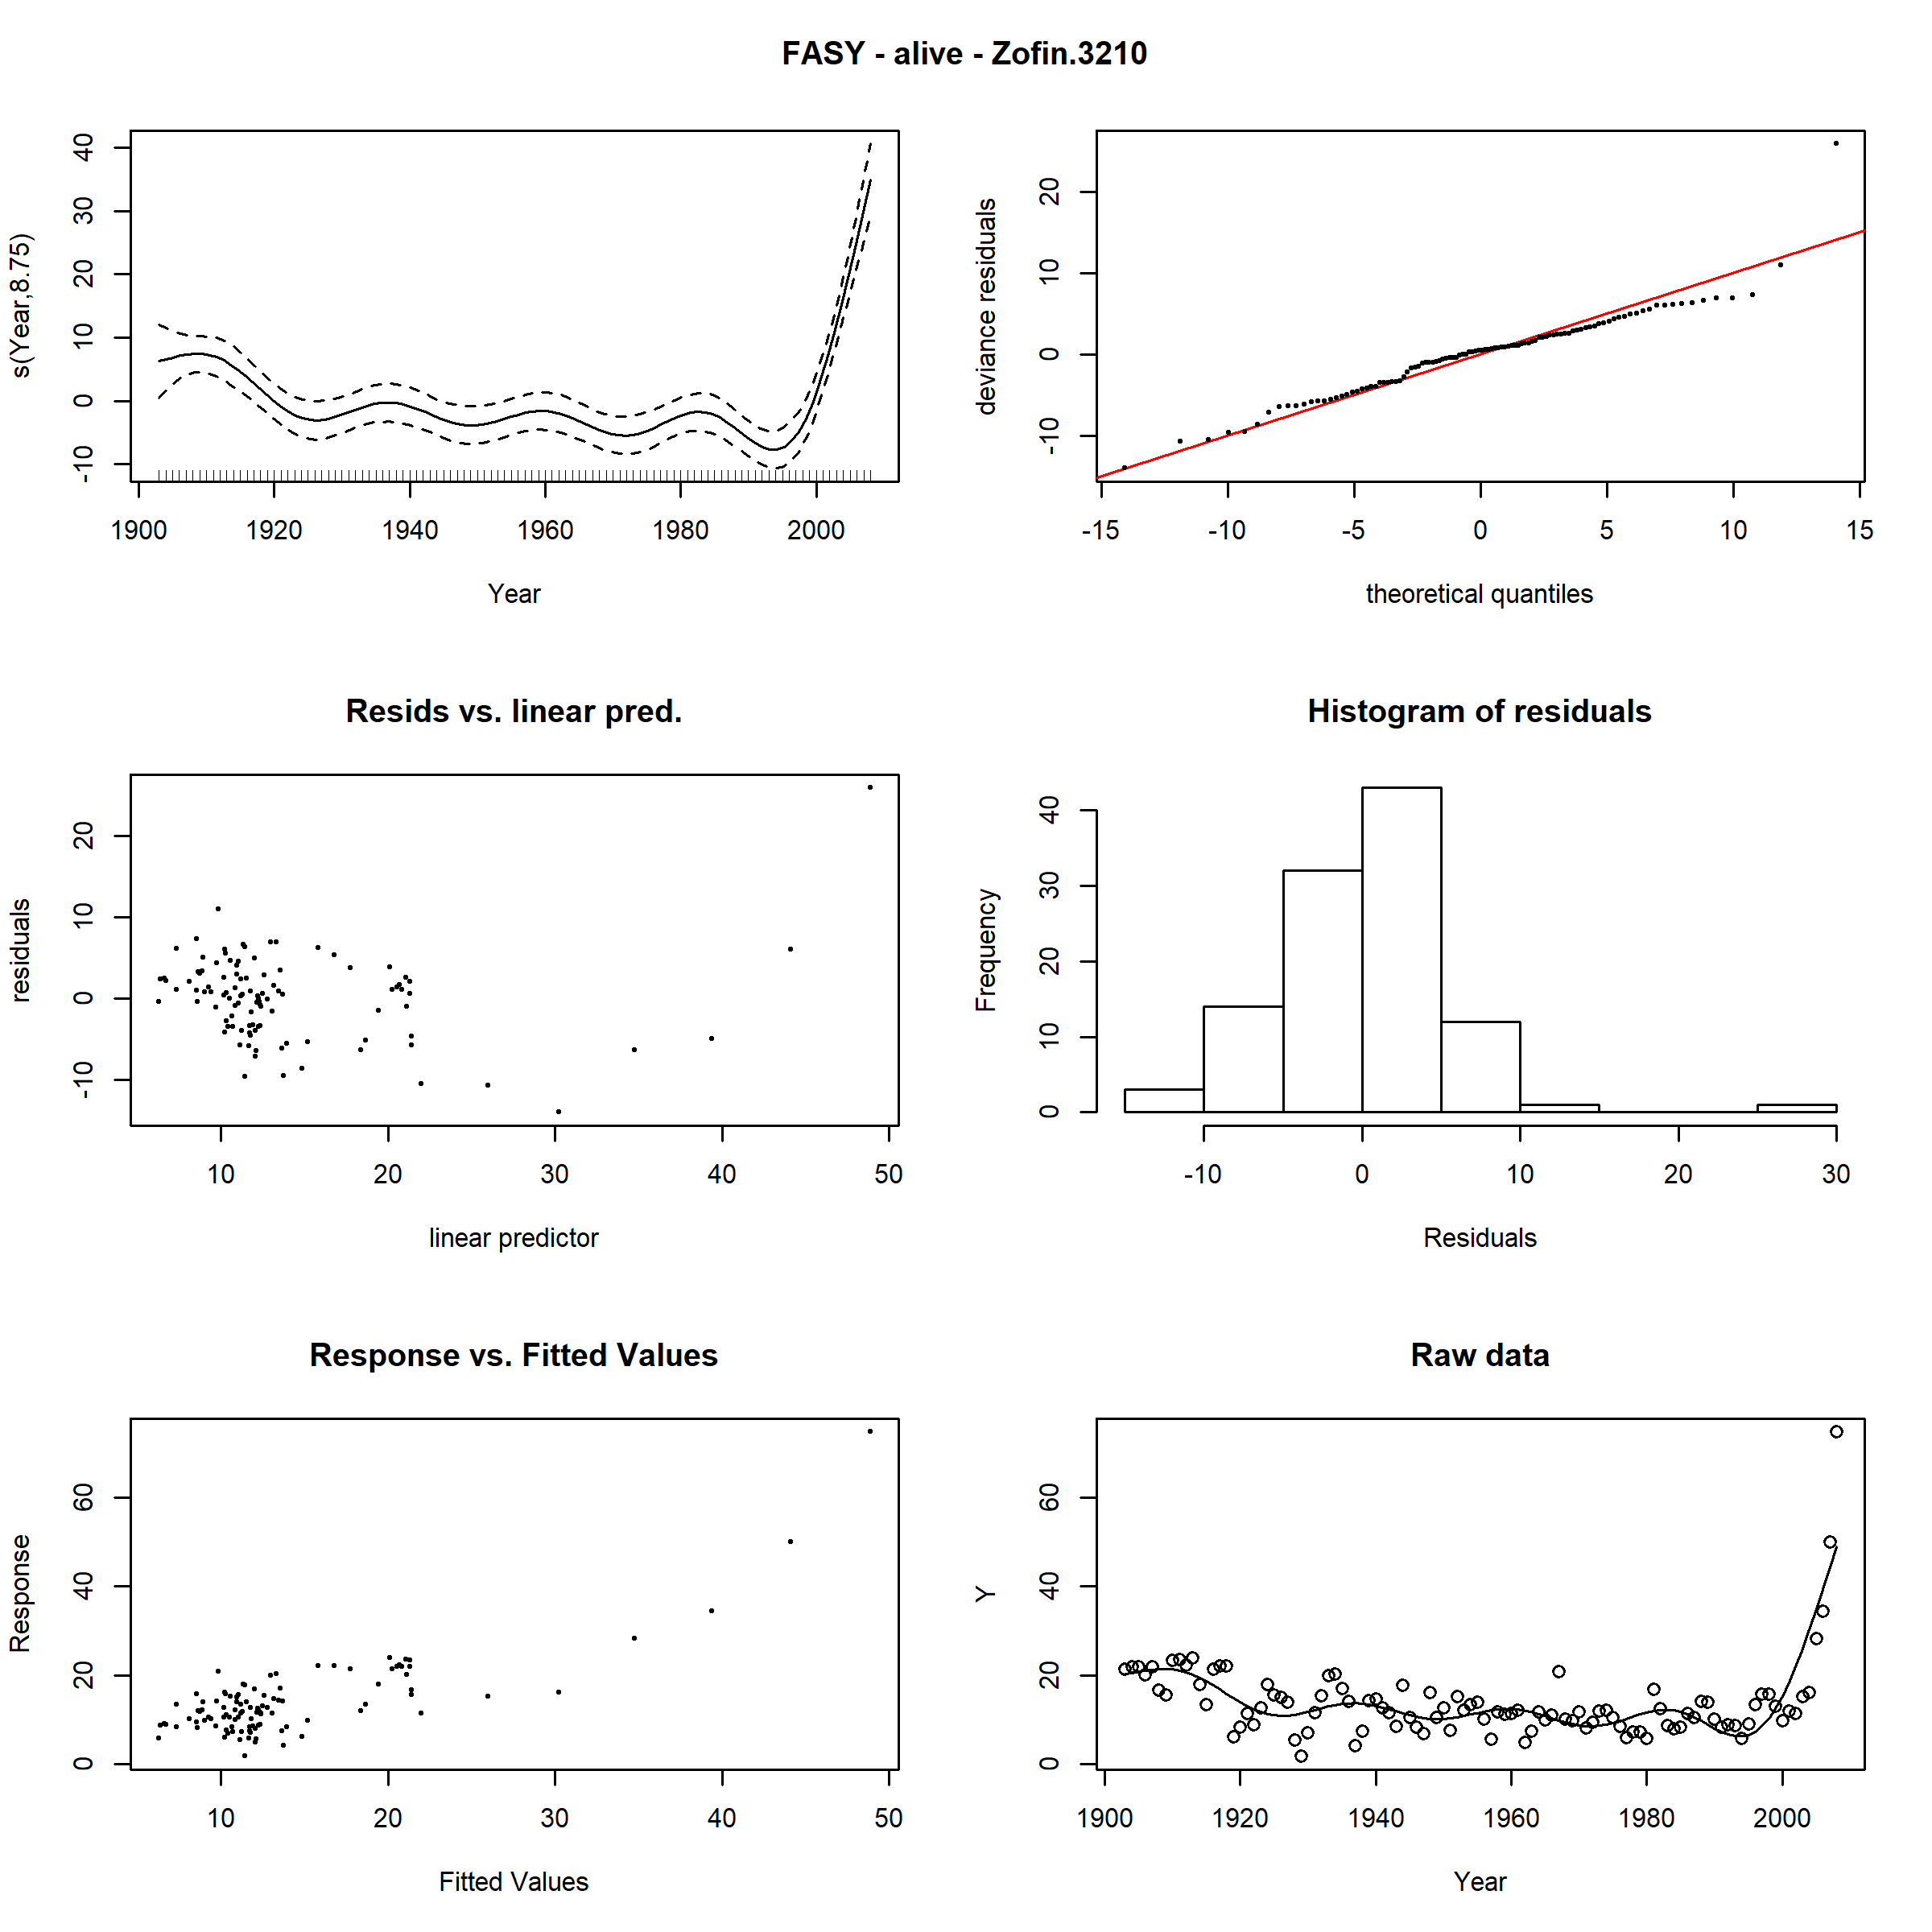 FASY - alive - Zofin.3210
s(Year,8.75)
40
30
20
10
0
-10
1900 1920 1940 1960 1980 2000
Year
deviance residuals
20
10
0
-10
-15 -10 -5 0 5 10 15
theoretical quantiles
Resids vs. linear pred.
residuals
20
10
0
-10
10 20 30 40 50
linear predictor
Histogram of residuals
Frequency
40
30
20
10
0
-10 0 10 20 30
Residuals
Response vs. Fitted Values
Response
60
40
20
0
10 20 30 40 50
Fitted Values
Raw data
Y
60
40
20
0
1900 1920 1940 1960 1980 2000
Year